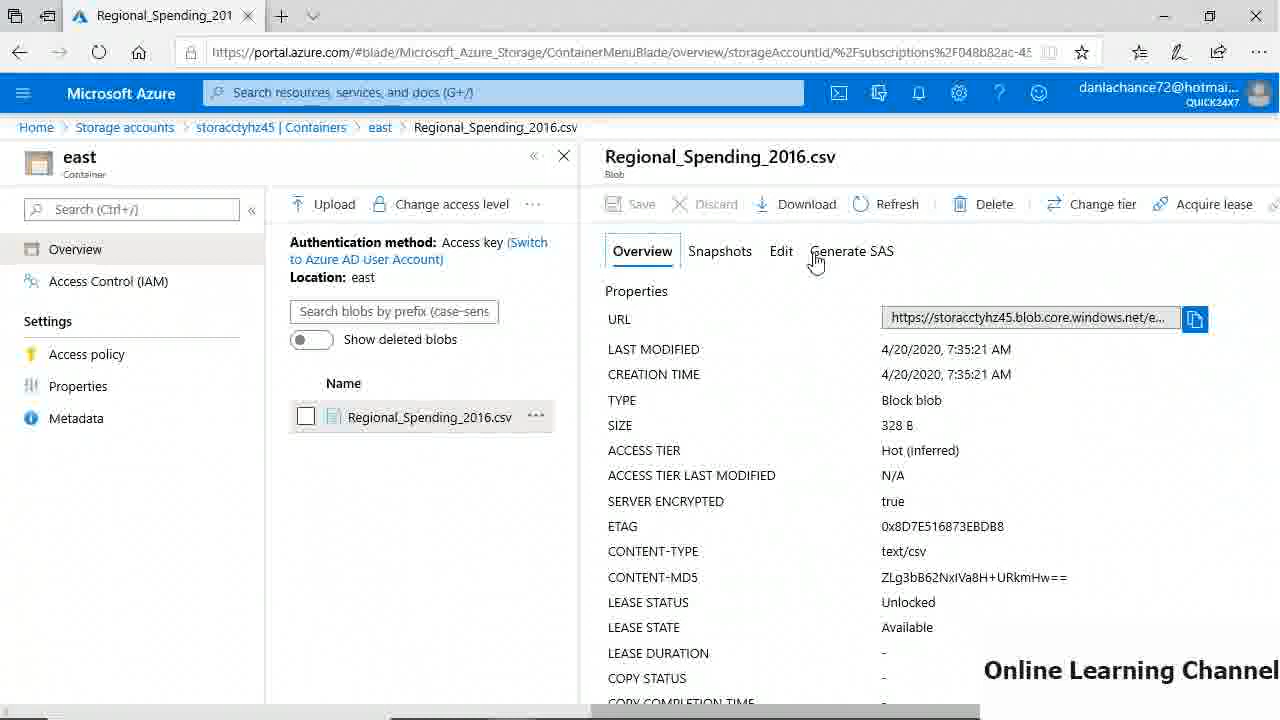 Regional_Spending_201
https://portal.azure.com/#blade/Microsoft_Azure_Storage/ContainerMenuBlade/overview/storageAccountId/%2Fsubscriptions%2F048b82ac-45
Microsoft Azure
Search resources, services, and docs (G+/)
danlachance72@hotmai...
QUICK24X7
Home > Storage accounts > storacctyhz45 | Containers > east > Regional_Spending_2016.csv
east
Container
Search (Ctrl+/)
Overview
Access Control (IAM)
Settings
Access policy
Properties
Metadata
Upload
Change access level
...
Authentication method: Access key (Switch
to Azure AD User Account)
Location: east
Search blobs by prefix (case-sens
Show deleted blobs
Name
Regional_Spending_2016.csv ...
Regional_Spending_2016.csv
Blob
Save
Discard
Download
Refresh
Delete
Change tier
Acquire lease
Overview Snapshots Edit Generate SAS
Properties
URL https://storacctyhz45.blob.core.windows.net/e...
LAST MODIFIED 4/20/2020, 7:35:21 AM
CREATION TIME 4/20/2020, 7:35:21 AM
TYPE Block blob
SIZE 328 B
ACCESS TIER Hot (Inferred)
ACCESS TIER LAST MODIFIED N/A
SERVER ENCRYPTED true
ETAG 0x8D7E516873EBDB8
CONTENT-TYPE text/csv
CONTENT-MD5 ZLg3bB62NxIVa8H+URkmHw==
LEASE STATUS Unlocked
LEASE STATE Available
LEASE DURATION -
COPY STATUS -
COPY COMPLETION TIME
Online Learning Channel